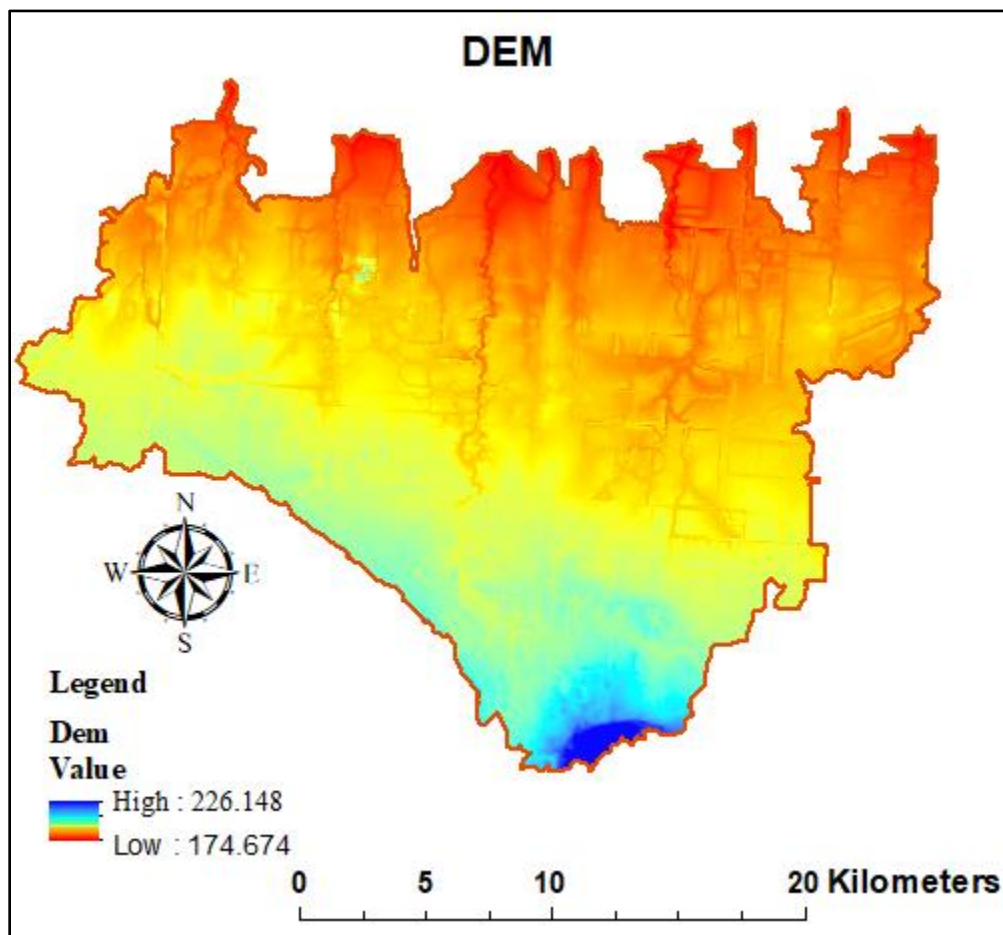 DEM
N
W E
S
Legend
Dem
Value
High : 226.148
Low : 174.674
0 5 10 20 Kilometers